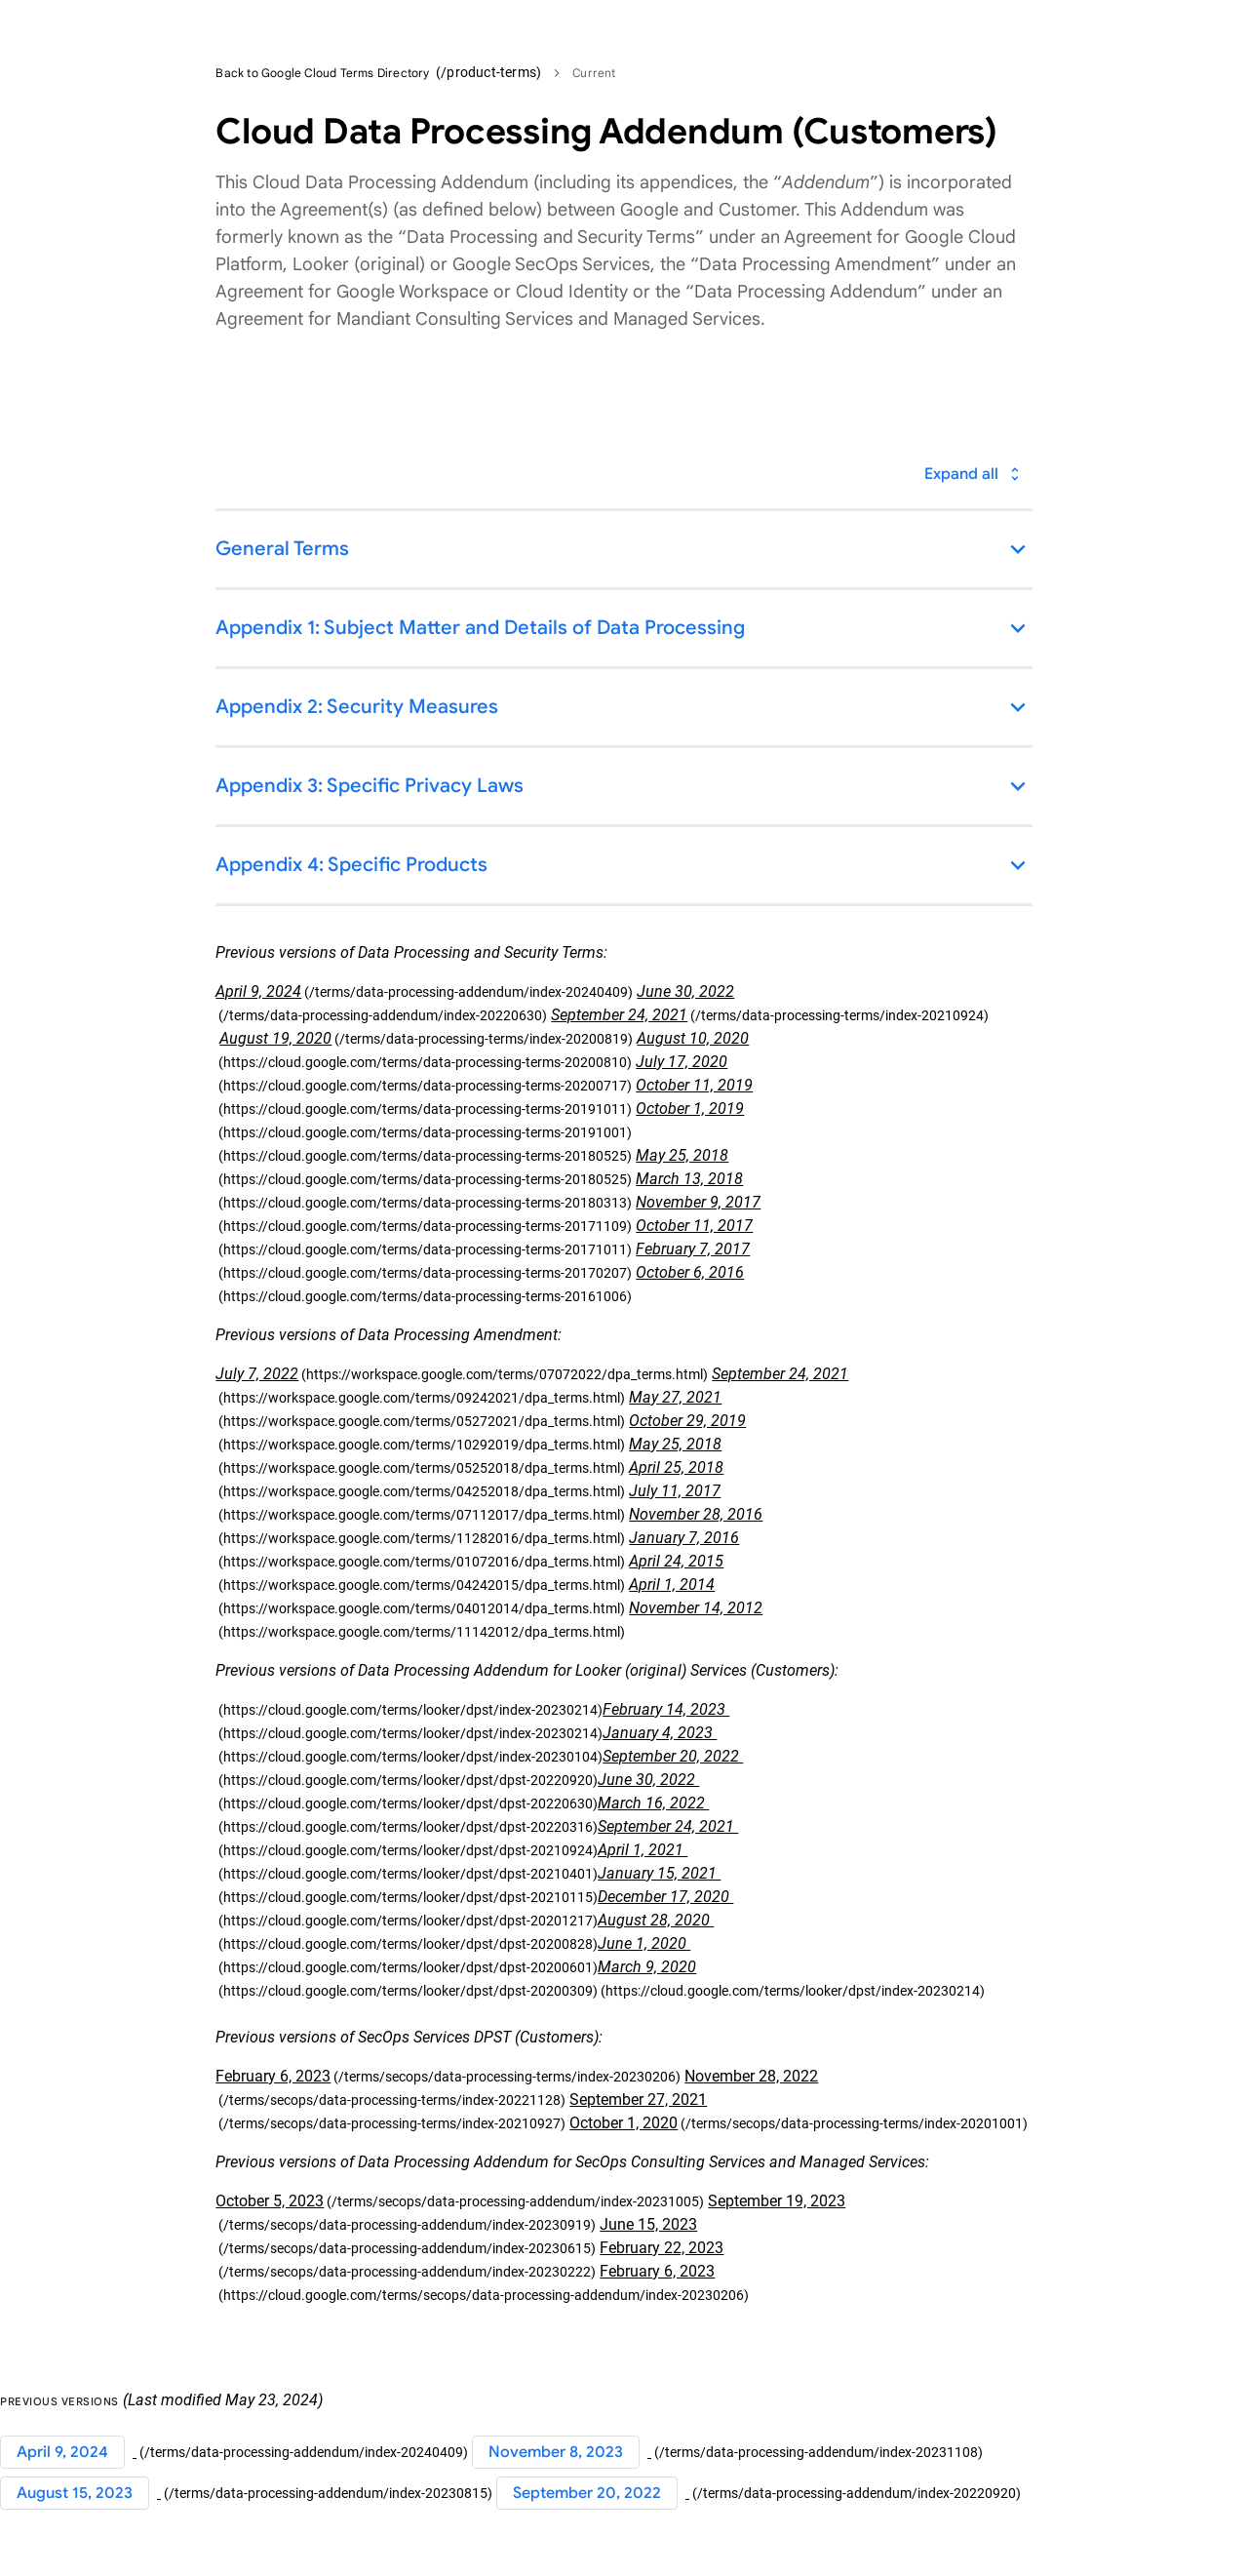 Back to Google Cloud Terms Directory (/product-terms) > Current
Cloud Data Processing Addendum (Customers)
This Cloud Data Processing Addendum (including its appendices, the “Addendum”) is incorporated
into the Agreement(s) (as defined below) between Google and Customer. This Addendum was
formerly known as the “Data Processing and Security Terms” under an Agreement for Google Cloud
Platform, Looker (original) or Google SecOps Services, the “Data Processing Amendment” under an
Agreement for Google Workspace or Cloud Identity or the “Data Processing Addendum” under an
Agreement for Mandiant Consulting Services and Managed Services.
Expand all
General Terms
Appendix 1: Subject Matter and Details of Data Processing
Appendix 2: Security Measures
Appendix 3: Specific Privacy Laws
Appendix 4: Specific Products
Previous versions of Data Processing and Security Terms:
April 9, 2024 (/terms/data-processing-addendum/index-20240409) June 30, 2022
(/terms/data-processing-addendum/index-20220630) September 24, 2021 (/terms/data-processing-terms/index-20210924)
August 19, 2020 (/terms/data-processing-terms/index-20200819) August 10, 2020
(https://cloud.google.com/terms/data-processing-terms-20200810) July 17, 2020
(https://cloud.google.com/terms/data-processing-terms-20200717) October 11, 2019
(https://cloud.google.com/terms/data-processing-terms-20191011) October 1, 2019
(https://cloud.google.com/terms/data-processing-terms-20191001)
(https://cloud.google.com/terms/data-processing-terms-20180525) May 25, 2018
(https://cloud.google.com/terms/data-processing-terms-20180525) March 13, 2018
(https://cloud.google.com/terms/data-processing-terms-20180313) November 9, 2017
(https://cloud.google.com/terms/data-processing-terms-20171109) October 11, 2017
(https://cloud.google.com/terms/data-processing-terms-20171011) February 7, 2017
(https://cloud.google.com/terms/data-processing-terms-20170207) October 6, 2016
(https://cloud.google.com/terms/data-processing-terms-20161006)
Previous versions of Data Processing Amendment:
July 7, 2022 (https://workspace.google.com/terms/07072022/dpa_terms.html) September 24, 2021
(https://workspace.google.com/terms/09242021/dpa_terms.html) May 27, 2021
(https://workspace.google.com/terms/05272021/dpa_terms.html) October 29, 2019
(https://workspace.google.com/terms/10292019/dpa_terms.html) May 25, 2018
(https://workspace.google.com/terms/05252018/dpa_terms.html) April 25, 2018
(https://workspace.google.com/terms/04252018/dpa_terms.html) July 11, 2017
(https://workspace.google.com/terms/07112017/dpa_terms.html) November 28, 2016
(https://workspace.google.com/terms/11282016/dpa_terms.html) January 7, 2016
(https://workspace.google.com/terms/01072016/dpa_terms.html) April 24, 2015
(https://workspace.google.com/terms/04242015/dpa_terms.html) April 1, 2014
(https://workspace.google.com/terms/04012014/dpa_terms.html) November 14, 2012
(https://workspace.google.com/terms/11142012/dpa_terms.html)
Previous versions of Data Processing Addendum for Looker (original) Services (Customers):
(https://cloud.google.com/terms/looker/dpst/index-20230214)February 14, 2023
(https://cloud.google.com/terms/looker/dpst/index-20230214)January 4, 2023
(https://cloud.google.com/terms/looker/dpst/index-20230104)September 20, 2022
(https://cloud.google.com/terms/looker/dpst/dpst-20220920)June 30, 2022
(https://cloud.google.com/terms/looker/dpst/dpst-20220630)March 16, 2022
(https://cloud.google.com/terms/looker/dpst/dpst-20220316)September 24, 2021
(https://cloud.google.com/terms/looker/dpst/dpst-20210924)April 1, 2021
(https://cloud.google.com/terms/looker/dpst/dpst-20210401)January 15, 2021
(https://cloud.google.com/terms/looker/dpst/dpst-20210115)December 17, 2020
(https://cloud.google.com/terms/looker/dpst/dpst-20201217)August 28, 2020
(https://cloud.google.com/terms/looker/dpst/dpst-20200828)June 1, 2020
(https://cloud.google.com/terms/looker/dpst/dpst-20200601)March 9, 2020
(https://cloud.google.com/terms/looker/dpst/dpst-20200309) (https://cloud.google.com/terms/looker/dpst/index-20230214)
Previous versions of SecOps Services DPST (Customers):
February 6, 2023 (/terms/secops/data-processing-terms/index-20230206) November 28, 2022
(/terms/secops/data-processing-terms/index-20221128) September 27, 2021
(/terms/secops/data-processing-terms/index-20210927) October 1, 2020 (/terms/secops/data-processing-terms/index-20201001)
Previous versions of Data Processing Addendum for SecOps Consulting Services and Managed Services:
October 5, 2023 (/terms/secops/data-processing-addendum/index-20231005) September 19, 2023
(/terms/secops/data-processing-addendum/index-20230919) June 15, 2023
(/terms/secops/data-processing-addendum/index-20230615) February 22, 2023
(/terms/secops/data-processing-addendum/index-20230222) February 6, 2023
(https://cloud.google.com/terms/secops/data-processing-addendum/index-20230206)
PREVIOUS VERSIONS (Last modified May 23, 2024)
April 9, 2024 (/terms/data-processing-addendum/index-20240409) November 8, 2023 (/terms/data-processing-addendum/index-20231108)
August 15, 2023 (/terms/data-processing-addendum/index-20230815) September 20, 2022 (/terms/data-processing-addendum/index-20220920)